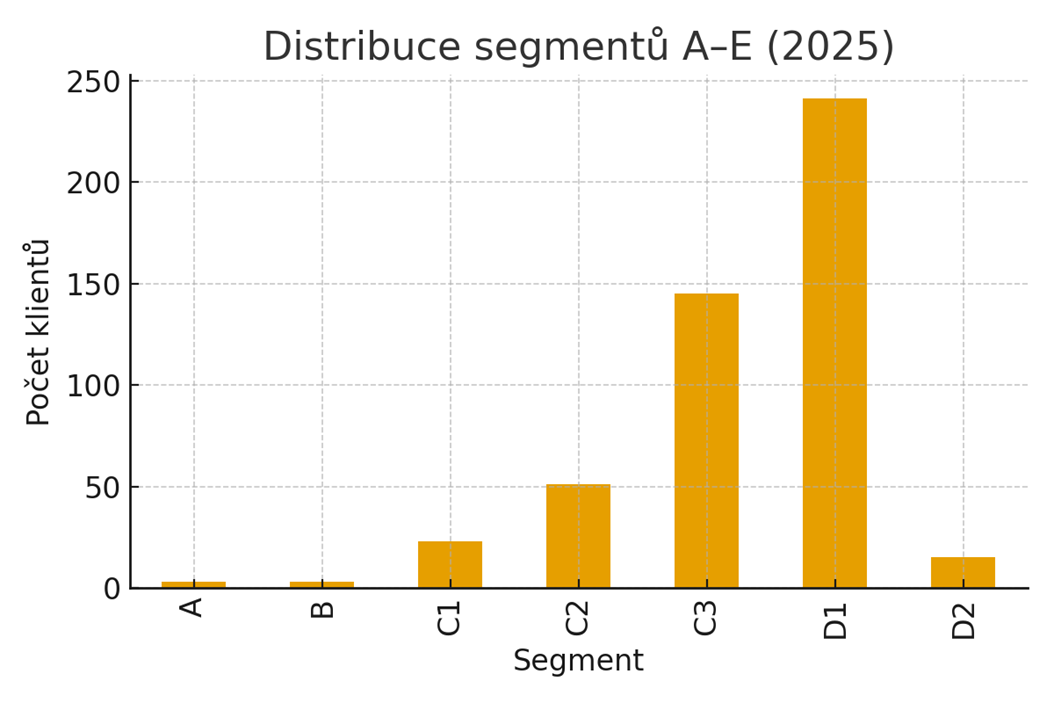 Distribuce segmentů A–E (2025)
250
200
150
100
50
0
Počet klientů
A
B
C1
C2
C3
D1
D2
Segment